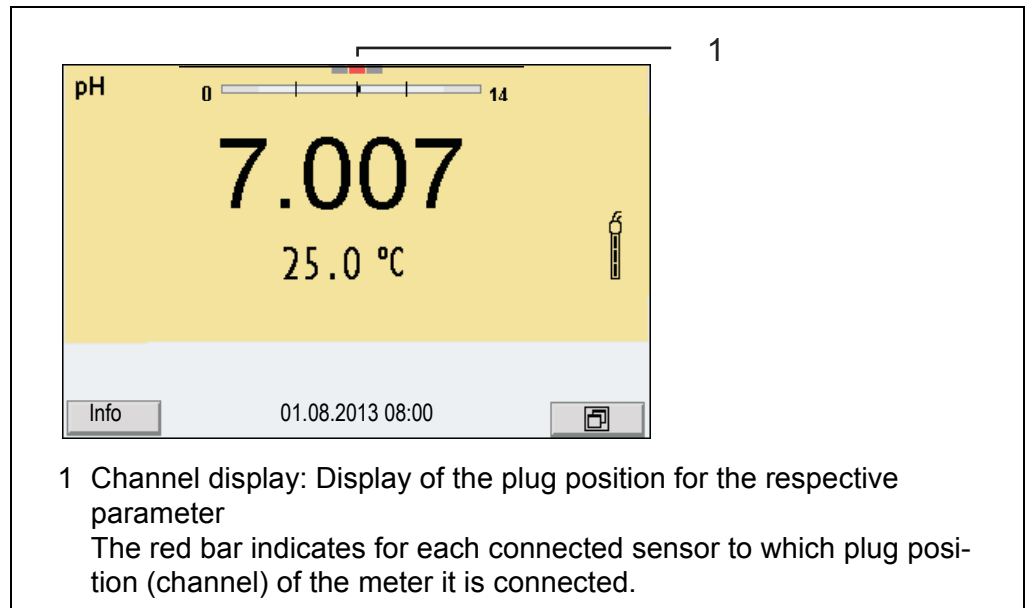 1
pH
0 14
7.007
25.0 °C
Info 01.08.2013 08:00
1 Channel display: Display of the plug position for the respective
parameter
The red bar indicates for each connected sensor to which plug posi-
tion (channel) of the meter it is connected.